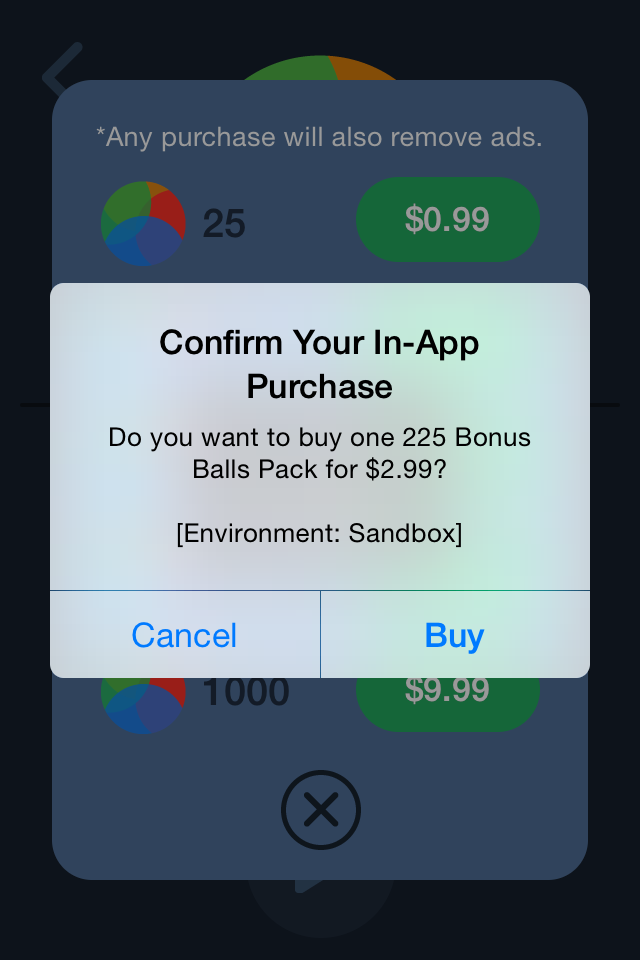 *Any purchase will also remove ads.
25 $0.99
Confirm Your In-App
Purchase
Do you want to buy one 225 Bonus
Balls Pack for $2.99?
[Environment: Sandbox]
Cancel Buy
1000 $9.99